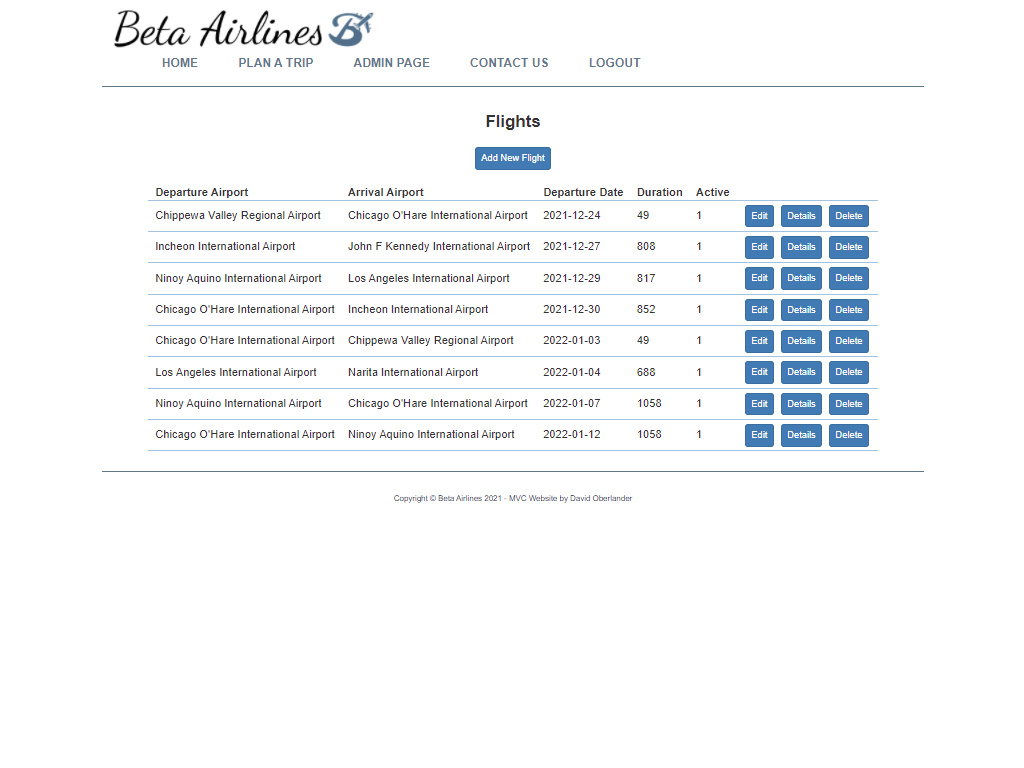 Beta Airlines B
HOME PLAN A TRIP ADMIN PAGE CONTACT US LOGOUT
Flights
Add New Flight
Departure Airport Arrival Airport Departure Date Duration Active
Chippewa Valley Regional Airport Chicago O'Hare International Airport 2021-12-24 49 1 Edit Details Delete
Incheon International Airport John F Kennedy International Airport 2021-12-27 808 1 Edit Details Delete
Ninoy Aquino International Airport Los Angeles International Airport 2021-12-29 817 1 Edit Details Delete
Chicago O'Hare International Airport Incheon International Airport 2021-12-30 852 1 Edit Details Delete
Chicago O'Hare International Airport Chippewa Valley Regional Airport 2022-01-03 49 1 Edit Details Delete
Los Angeles International Airport Narita International Airport 2022-01-04 688 1 Edit Details Delete
Ninoy Aquino International Airport Chicago O'Hare International Airport 2022-01-07 1058 1 Edit Details Delete
Chicago O'Hare International Airport Ninoy Aquino International Airport 2022-01-12 1058 1 Edit Details Delete
Copyright © Beta Airlines 2021 - MVC Website by David Oberlander